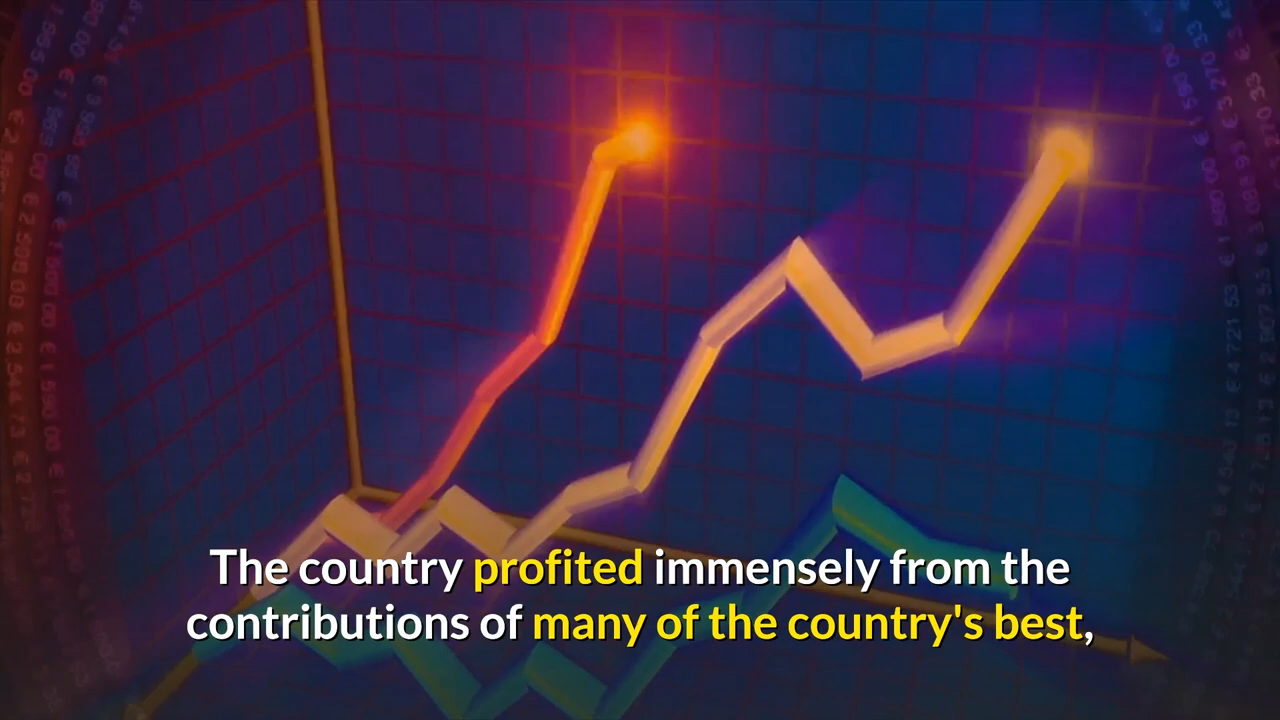 The country profited immensely from the
contributions of many of the country's best,